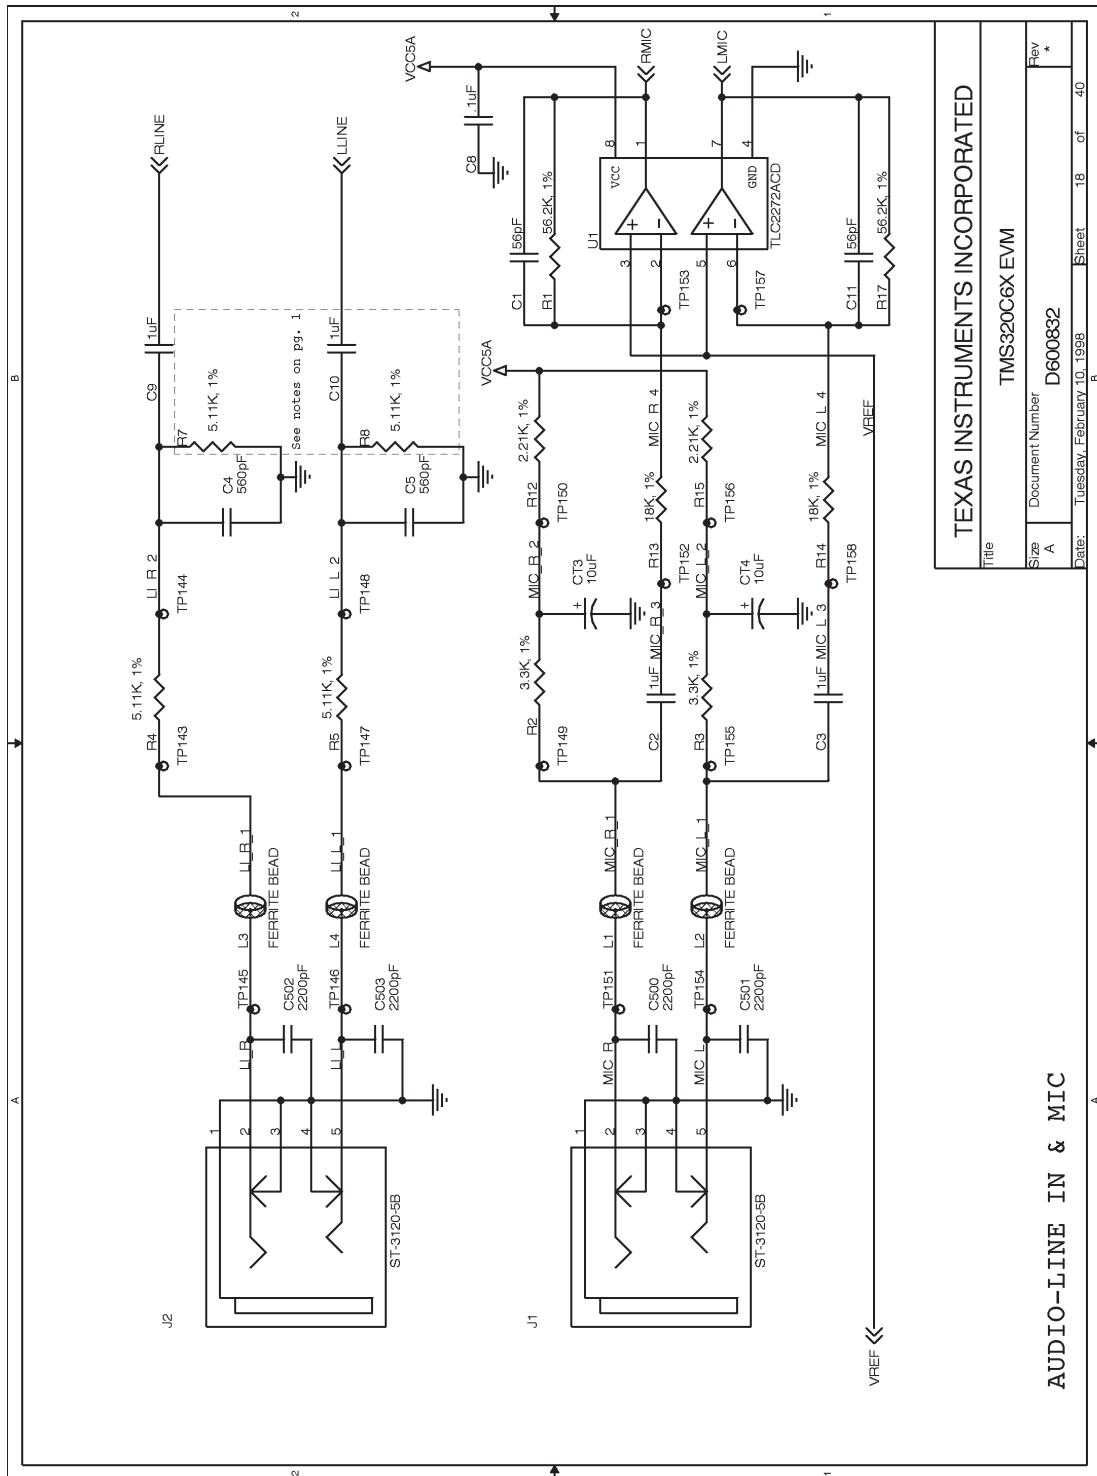 2
1
B
B
A
A
2
1
RLINE
1uF
C9
R7
5.11K, 1%
See notes on pg. 1
C4
560pF
LI_R_2
TP144
5.11K, 1%
R4
TP143
LI_R_1
FERRITE BEAD
L3
TP145
C502
2200pF
LI_R
1
2
3
4
5
J2
ST-3120-5B
LLINE
1uF
C10
R8
5.11K, 1%
C5
560pF
LI_L_2
TP148
5.11K, 1%
R5
TP147
LI_L_1
FERRITE BEAD
L4
TP146
C503
2200pF
LI_L
VCC5A
.1uF
C8
RMIC
LMIC
56pF
C1
56.2K, 1%
R1
U1
VCC
GND
TLC2272ACD
8
1
7
4
3
2
5
6
+
-
+
-
TP153
TP157
56pF
C11
56.2K, 1%
R17
VCC5A
2.21K, 1%
R12
TP150
MIC_R_2
CT3
10uF
+
3.3K, 1%
R2
TP149
MIC_R_4
18K, 1%
R13
TP152
MIC_R_3
1uF
C2
MIC_R_1
FERRITE BEAD
L1
TP151
C500
2200pF
MIC_R
2.21K, 1%
R15
TP156
MIC_L_2
CT4
10uF
+
3.3K, 1%
R3
TP155
MIC_L_4
18K, 1%
R14
TP158
MIC_L_3
1uF
C3
MIC_L_1
FERRITE BEAD
L2
TP154
C501
2200pF
MIC_L
1
2
3
4
5
J1
ST-3120-5B
VREF
VREF
AUDIO-LINE IN & MIC
TEXAS INSTRUMENTS INCORPORATED
Title
TMS320C6X EVM
Size
A
Document Number
D600832
Rev
*
Date:
Tuesday, February 10, 1998
Sheet 18 of 40